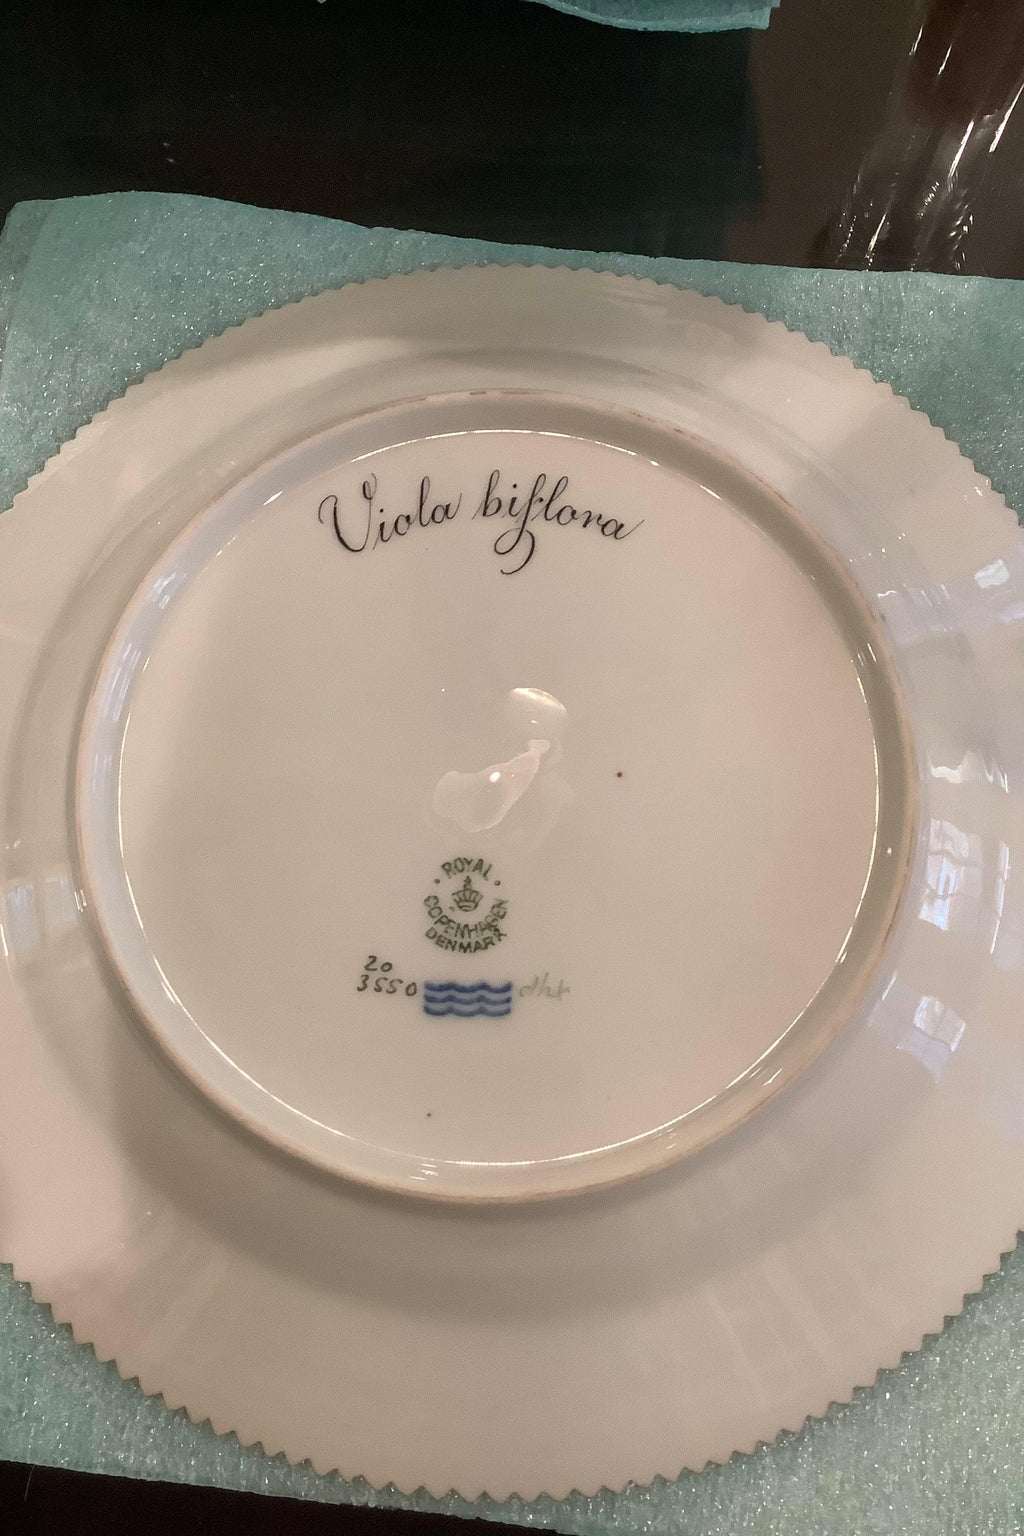 Viola biflora
ROYAL
COPENHAGEN
DENMARK
20
3550